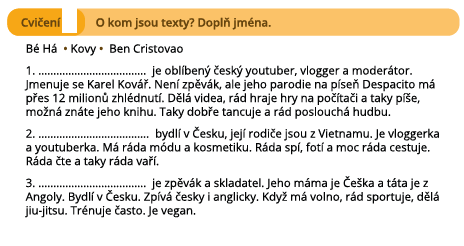 Cvičení O kom jsou texty? Doplň jména.
Bé Há • Kovy • Ben Cristovao
1. .................................... je oblíbený český youtuber, vlogger a moderátor.
Jmenuje se Karel Kovář. Není zpěvák, ale jeho parodie na píseň Despacito má
přes 12 milionů zhlédnutí. Dělá videa, rád hraje hry na počítači a taky píše,
možná znáte jeho knihu. Taky dobře tancuje a rád poslouchá hudbu.
2. ..................................... bydlí v Česku, její rodiče jsou z Vietnamu. Je vloggerka
a youtuberka. Má ráda módu a kosmetiku. Ráda spí, fotí a moc ráda cestuje.
Ráda čte a taky ráda vaří.
3. .................................... je zpěvák a skladatel. Jeho máma je Češka a táta je z
Angoly. Bydlí v Česku. Zpívá česky i anglicky. Když má volno, rád sportuje, dělá
jiu-jitsu. Trénuje často. Je vegan.